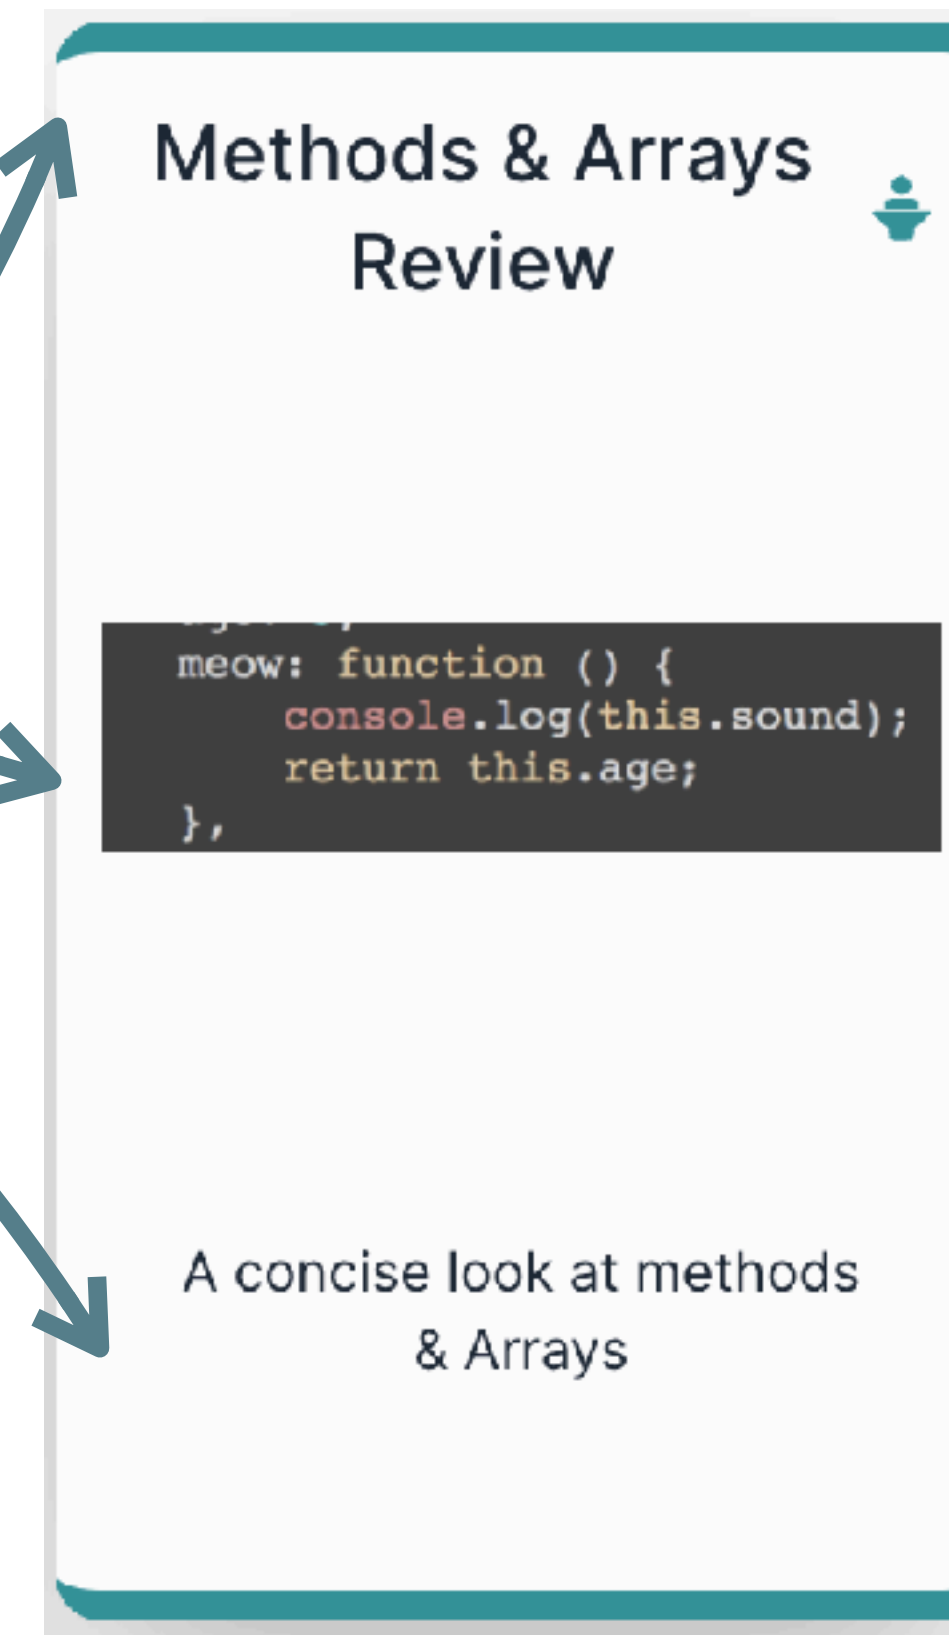 Methods & Arrays
Review
meow: function () {
console.log(this.sound);
return this.age;
},
A concise look at methods
& Arrays